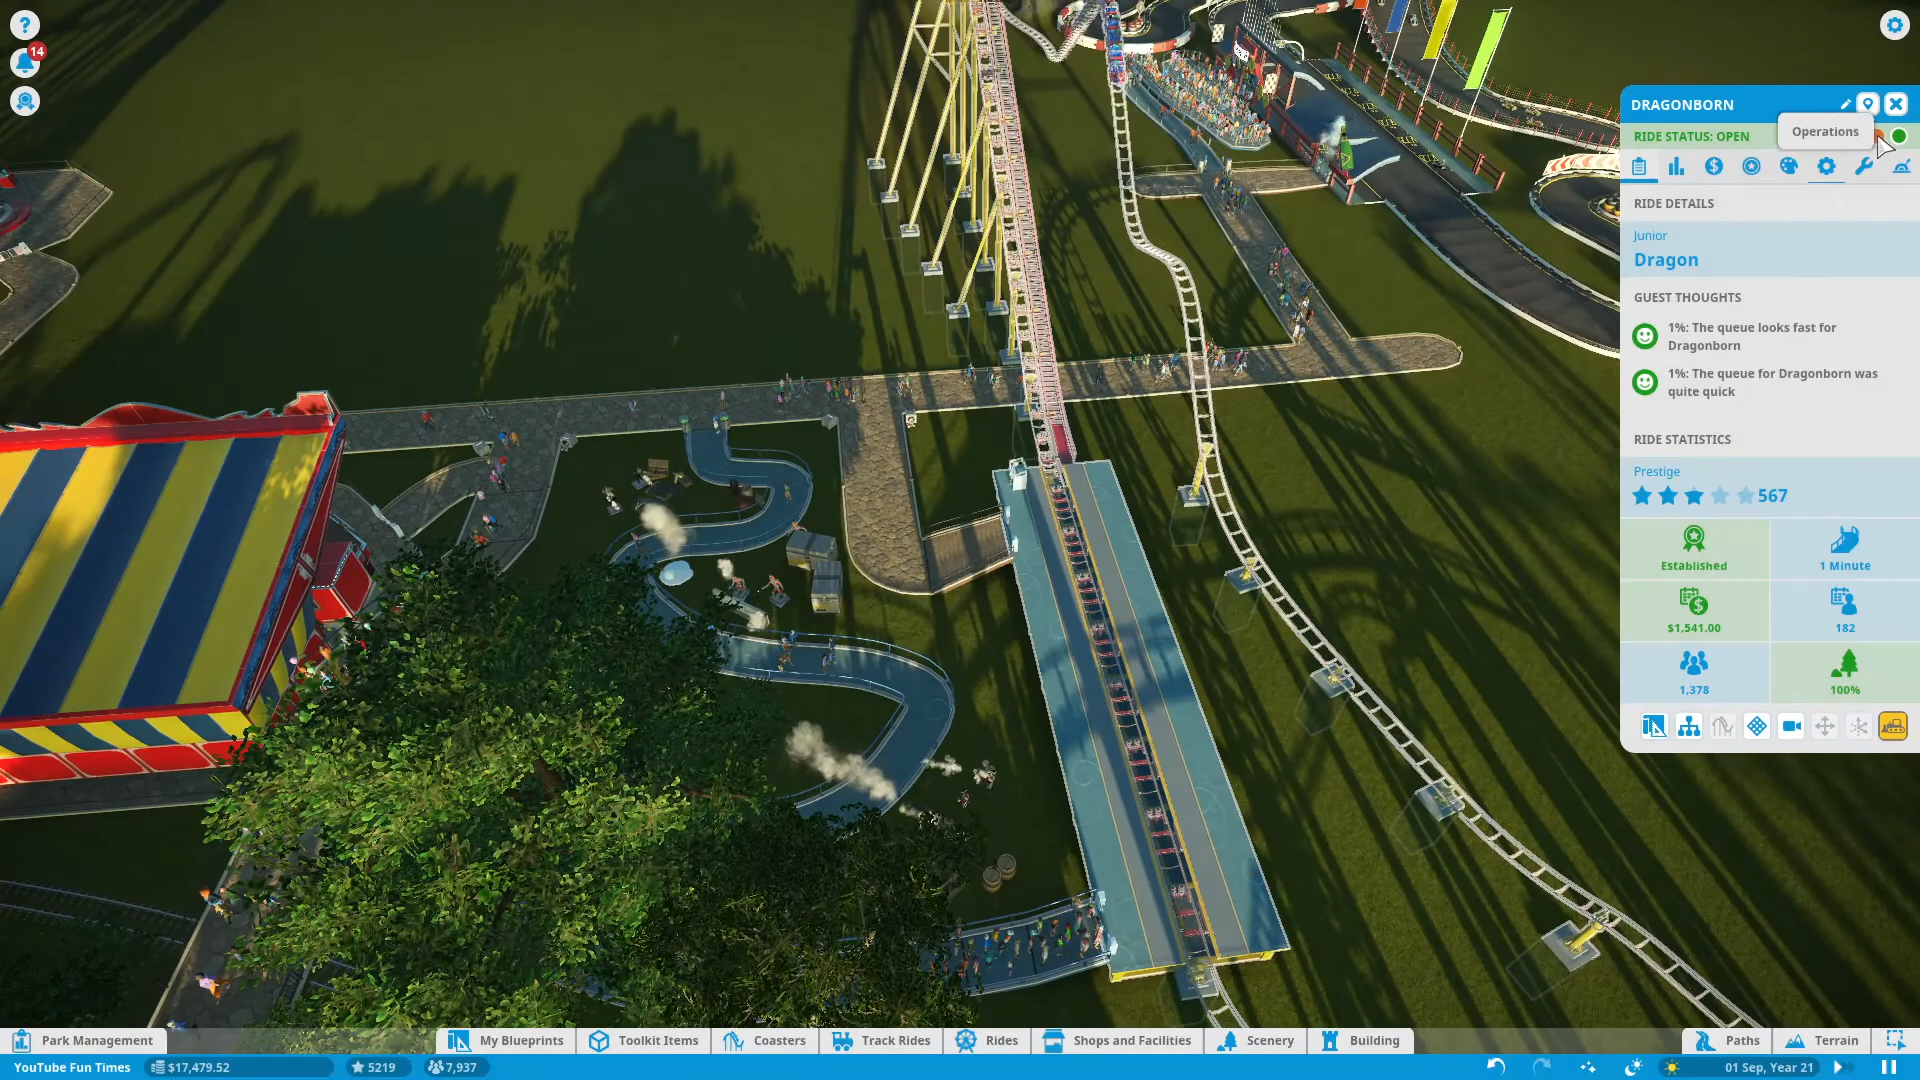 ?
14
DRAGONBORN
RIDE STATUS: OPEN
Operations
RIDE DETAILS
Junior
Dragon
GUEST THOUGHTS
1%: The queue looks fast for
Dragonborn
1%: The queue for Dragonborn was
quite quick
RIDE STATISTICS
Prestige
567
Established
1 Minute
$1,541.00
182
1,378
100%
Park Management
My Blueprints
Toolkit Items
Coasters
Track Rides
Rides
Shops and Facilities
Scenery
Building
Paths
Terrain
YouTube Fun Times
$17,479.52
5219
7,937
01 Sep, Year 21